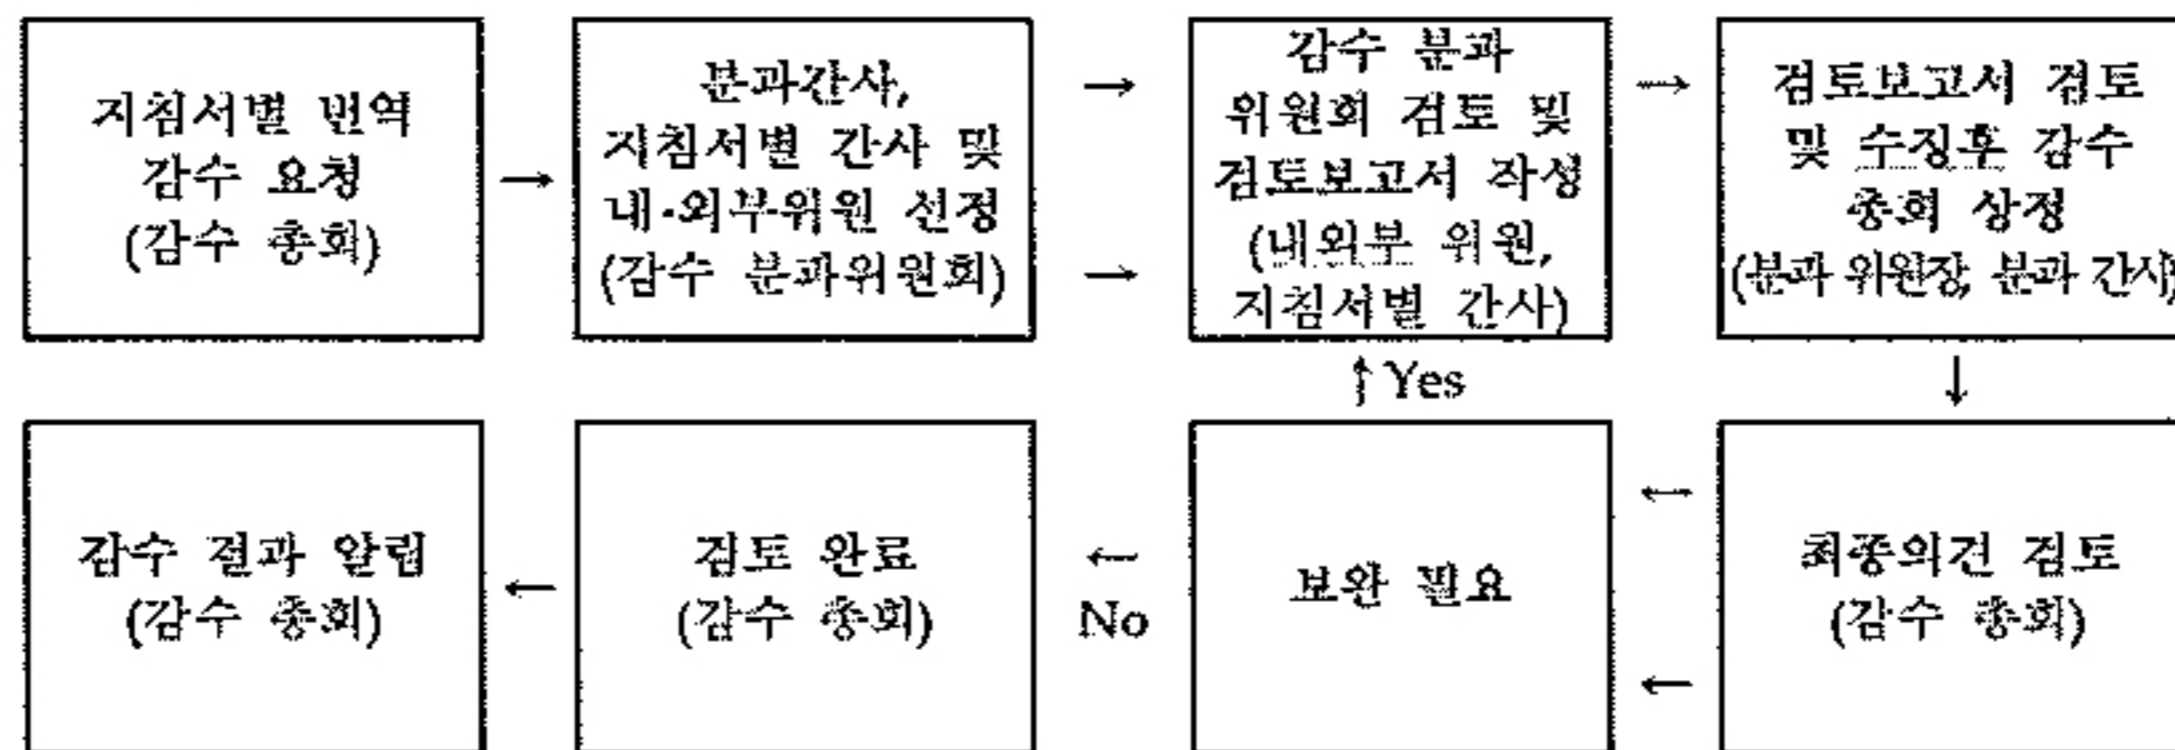 지침서별 번역
감수 요청
(감수 총회)
→
분과간사,
지침서별 간사 및
내·외부위원 선정
(감수 분과위원회)
→
→
감수 분과
위원회 검토 및
검토보고서 작성
(내외부 위원,
지침서별 간사)
→
검토보고서 검토
및 수정후 감수
총회 상정
(분과 위원장, 분과 간사)
↑ Yes
↓
감수 결과 알림
(감수 총회)
←
검토 완료
(감수 총회)
←
No
보완 필요
←
←
최종의견 검토
(감수 총회)